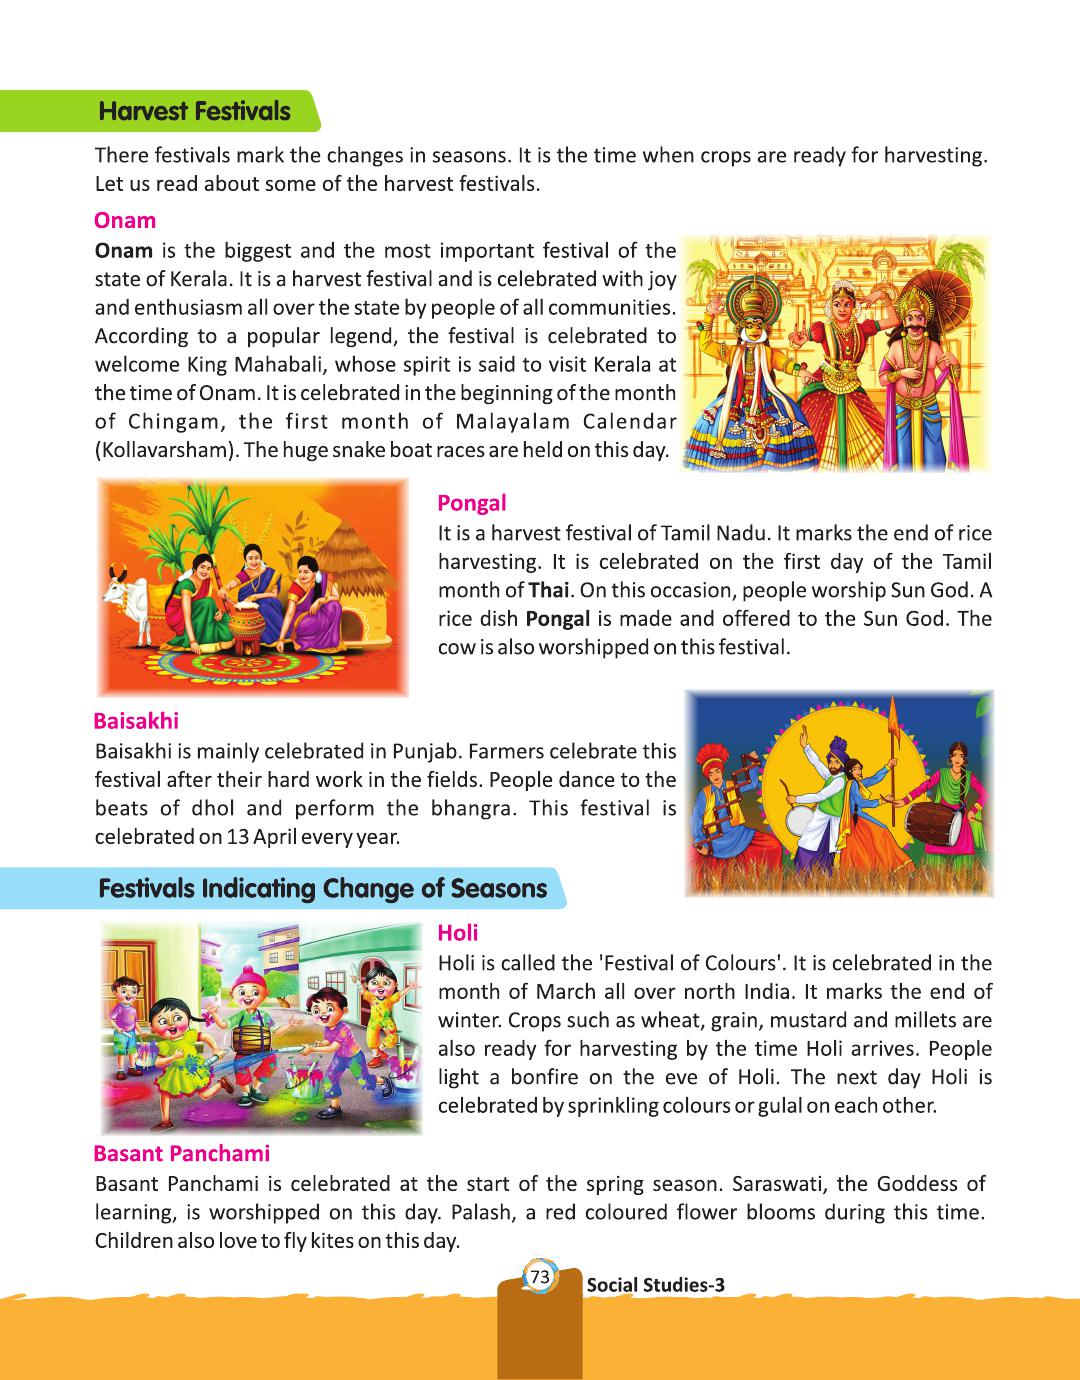 Harvest Festivals
There festivals mark the changes in seasons. It is the time when crops are ready for harvesting.
Let us read about some of the harvest festivals.
Onam
Onam is the biggest and the most important festival of the
state of Kerala. It is a harvest festival and is celebrated with joy
and enthusiasm all over the state by people of all communities.
According to a popular legend, the festival is celebrated to
welcome King Mahabali, whose spirit is said to visit Kerala at
the time of Onam. It is celebrated in the beginning of the month
of Chingam, the first month of Malayalam Calendar
(Kollavarsham). The huge snake boat races are held on this day.
Pongal
It is a harvest festival of Tamil Nadu. It marks the end of rice
harvesting. It is celebrated on the first day of the Tamil
month of Thai. On this occasion, people worship Sun God. A
rice dish Pongal is made and offered to the Sun God. The
cow is also worshipped on this festival.
Baisakhi
Baisakhi is mainly celebrated in Punjab. Farmers celebrate this
festival after their hard work in the fields. People dance to the
beats of dhol and perform the bhangra. This festival is
celebrated on 13 April every year.
Festivals Indicating Change of Seasons
Holi
Holi is called the 'Festival of Colours'. It is celebrated in the
month of March all over north India. It marks the end of
winter. Crops such as wheat, grain, mustard and millets are
also ready for harvesting by the time Holi arrives. People
light a bonfire on the eve of Holi. The next day Holi is
celebrated by sprinkling colours or gulal on each other.
Basant Panchami
Basant Panchami is celebrated at the start of the spring season. Saraswati, the Goddess of
learning, is worshipped on this day. Palash, a red coloured flower blooms during this time.
Children also love to fly kites on this day.
73
Social Studies-3